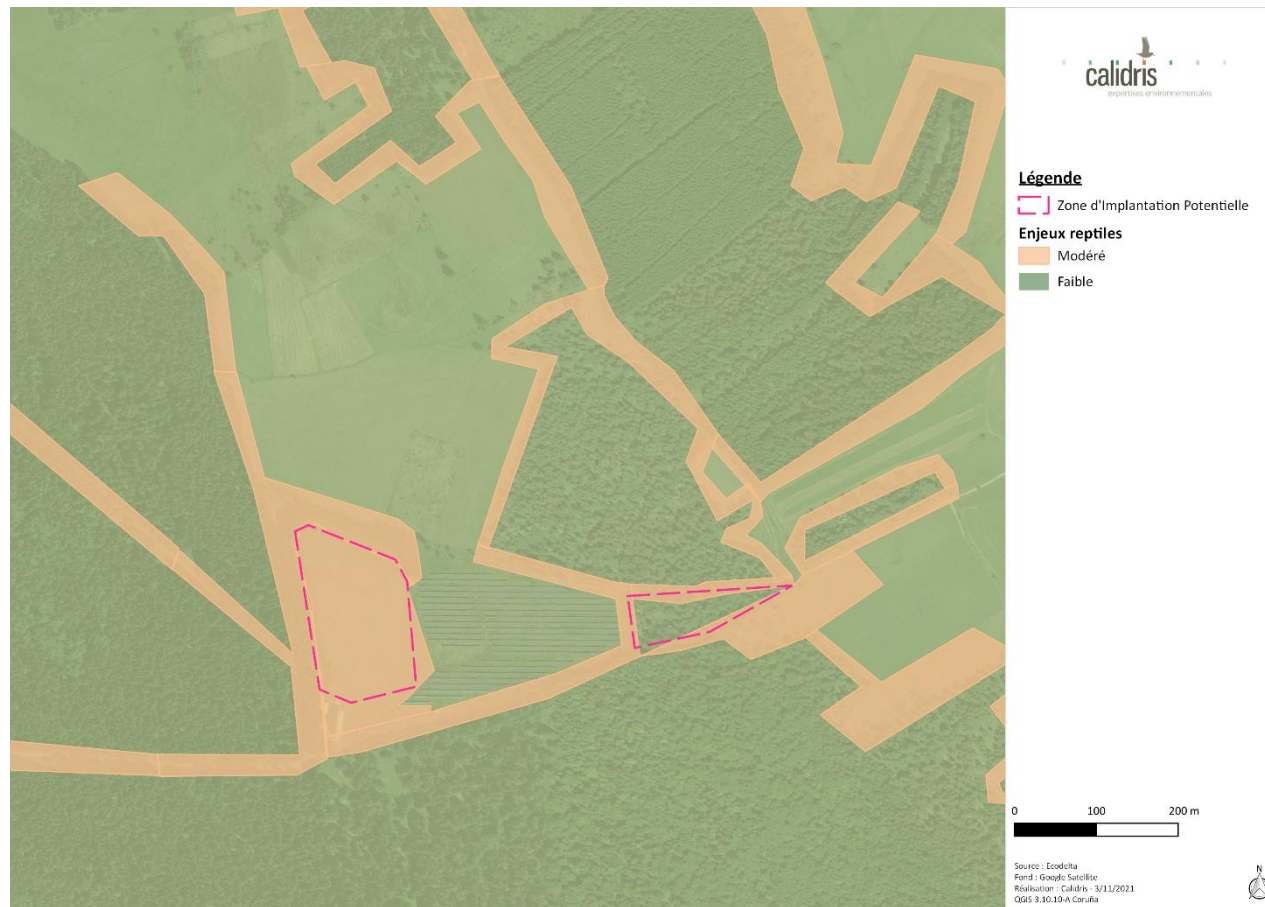 calidris
expertises environnementales
Légende
Zone d'Implantation Potentielle
Enjeux reptiles
Modéré
Faible
0 100 200 m
Source : Ecodelta
Fond : Google Satellite
Réalisation : Calidris - 3/11/2021
QGIS 3.10.10-A Coruña
N